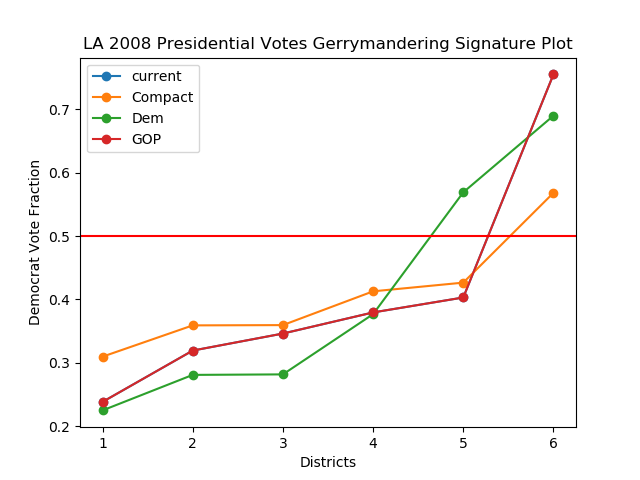 LA 2008 Presidential Votes Gerrymandering Signature Plot
current
Compact
Dem
GOP
0.7
0.6
0.5
0.4
0.3
0.2
Democrat Vote Fraction
1 2 3 4 5 6
Districts